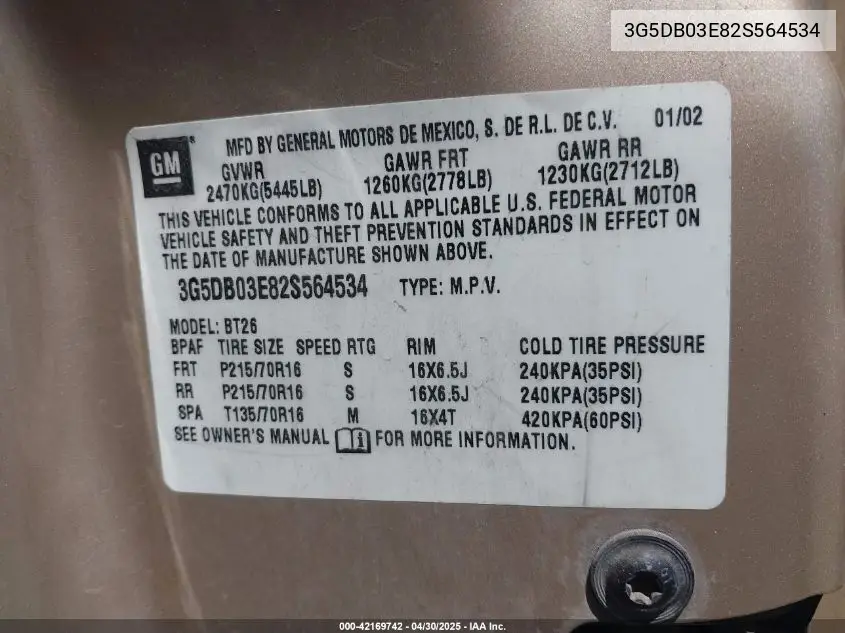 3G5DB03E82S564534
GM
MFD BY GENERAL MOTORS DE MEXICO, S. DE R.L. DE C.V. 01/02
GVWR GAWR FRT GAWR RR
2470KG(5445LB) 1260KG(2778LB) 1230KG(2712LB)
THIS VEHICLE CONFORMS TO ALL APPLICABLE U.S. FEDERAL MOTOR
VEHICLE SAFETY AND THEFT PREVENTION STANDARDS IN EFFECT ON
THE DATE OF MANUFACTURE SHOWN ABOVE.
3G5DB03E82S564534 TYPE: M.P.V.
MODEL: BT26
BPAF TIRE SIZE SPEED RTG RIM COLD TIRE PRESSURE
FRT P215/70R16 S 16X6.5J 240KPA(35PSI)
RR P215/70R16 S 16X6.5J 240KPA(35PSI)
SPA T135/70R16 M 16X4T 420KPA(60PSI)
SEE OWNER'S MANUAL i FOR MORE INFORMATION.
000-42169742 - 04/30/2025 - IAA Inc.